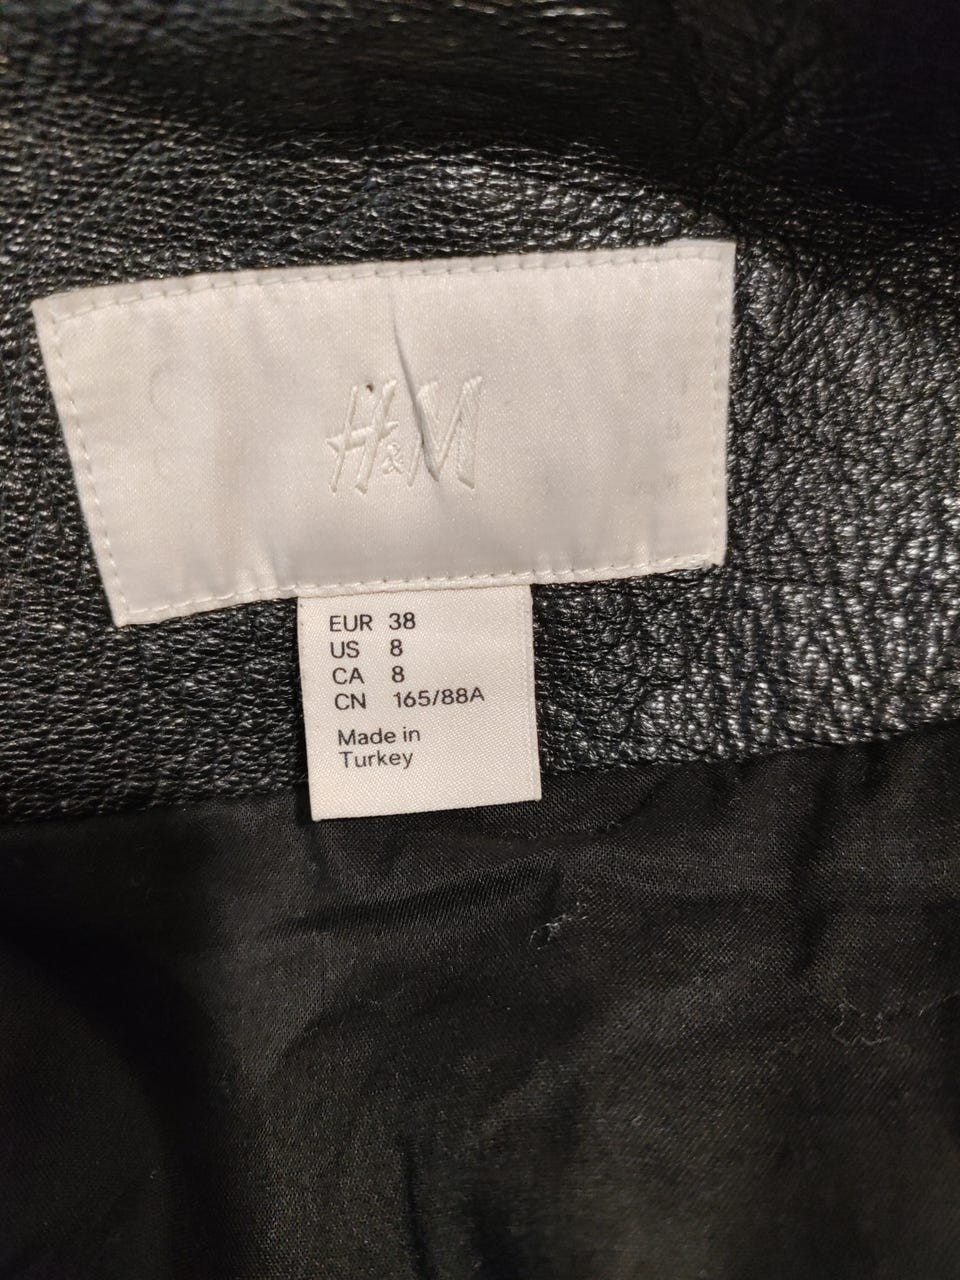 H&M
EUR 38
US 8
CA 8
CN 165/88A
Made in
Turkey